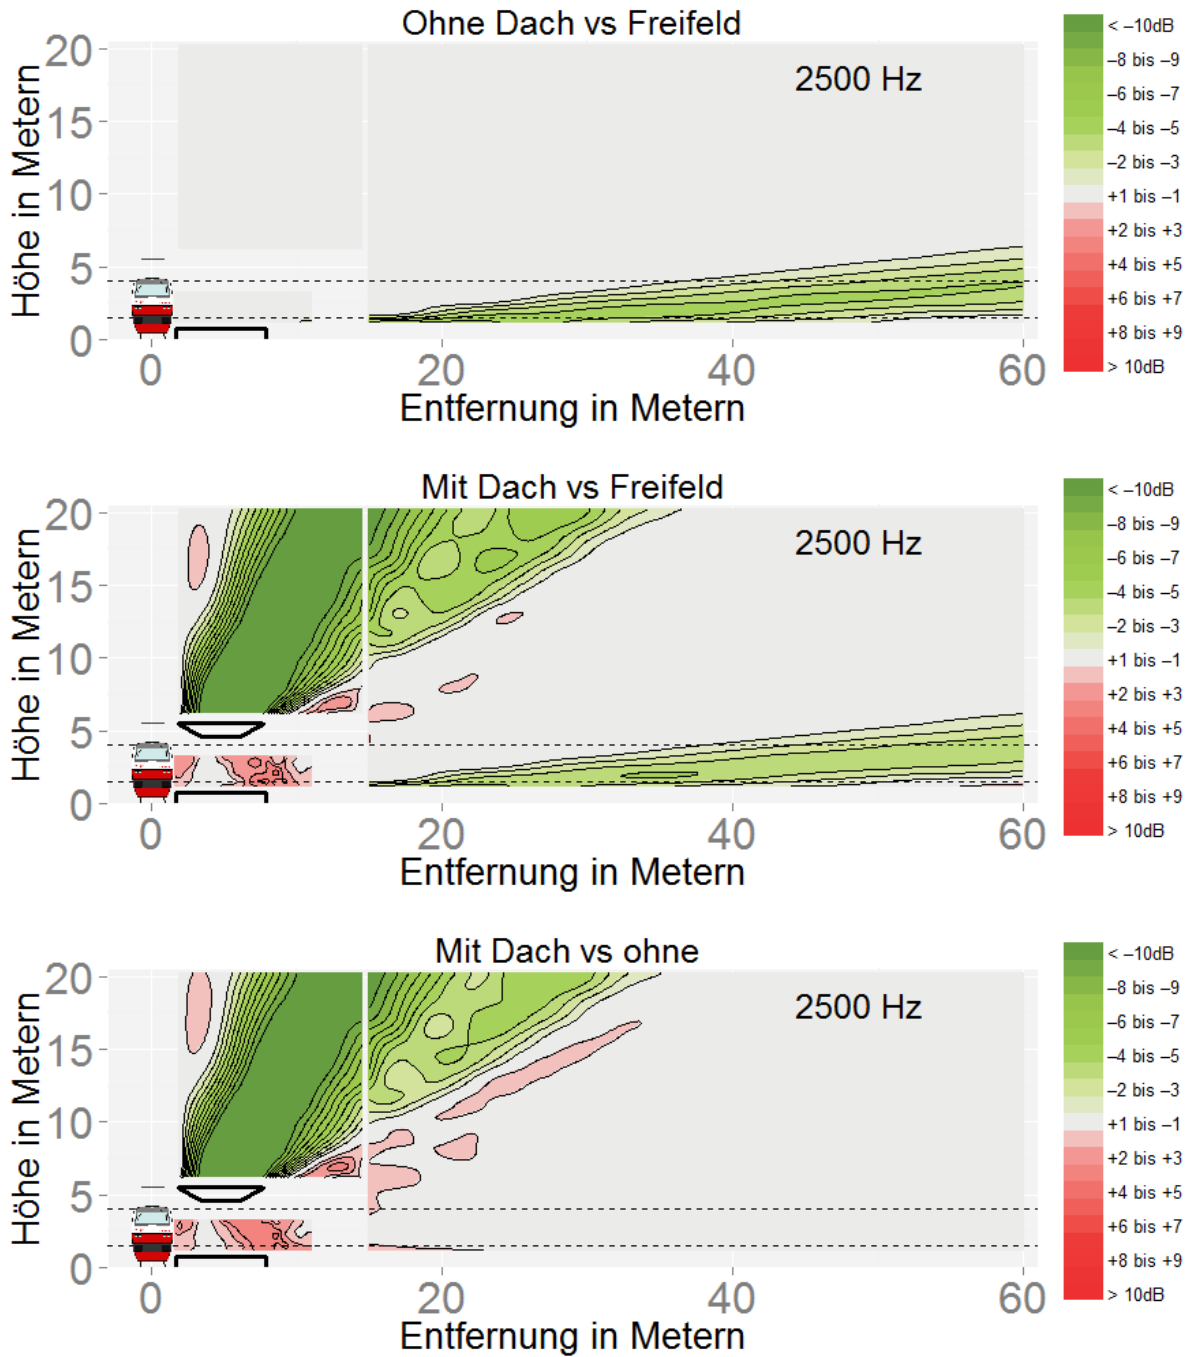 Ohne Dach vs Freifeld
2500 Hz
Höhe in Metern
20
15
10
5
0
0 20 40 60
Entfernung in Metern
< –10dB
–8 bis –9
–6 bis –7
–4 bis –5
–2 bis –3
+1 bis –1
+2 bis +3
+4 bis +5
+6 bis +7
+8 bis +9
> 10dB
Mit Dach vs Freifeld
2500 Hz
Höhe in Metern
20
15
10
5
0
0 20 40 60
Entfernung in Metern
< –10dB
–8 bis –9
–6 bis –7
–4 bis –5
–2 bis –3
+1 bis –1
+2 bis +3
+4 bis +5
+6 bis +7
+8 bis +9
> 10dB
Mit Dach vs ohne
2500 Hz
Höhe in Metern
20
15
10
5
0
0 20 40 60
Entfernung in Metern
< –10dB
–8 bis –9
–6 bis –7
–4 bis –5
–2 bis –3
+1 bis –1
+2 bis +3
+4 bis +5
+6 bis +7
+8 bis +9
> 10dB